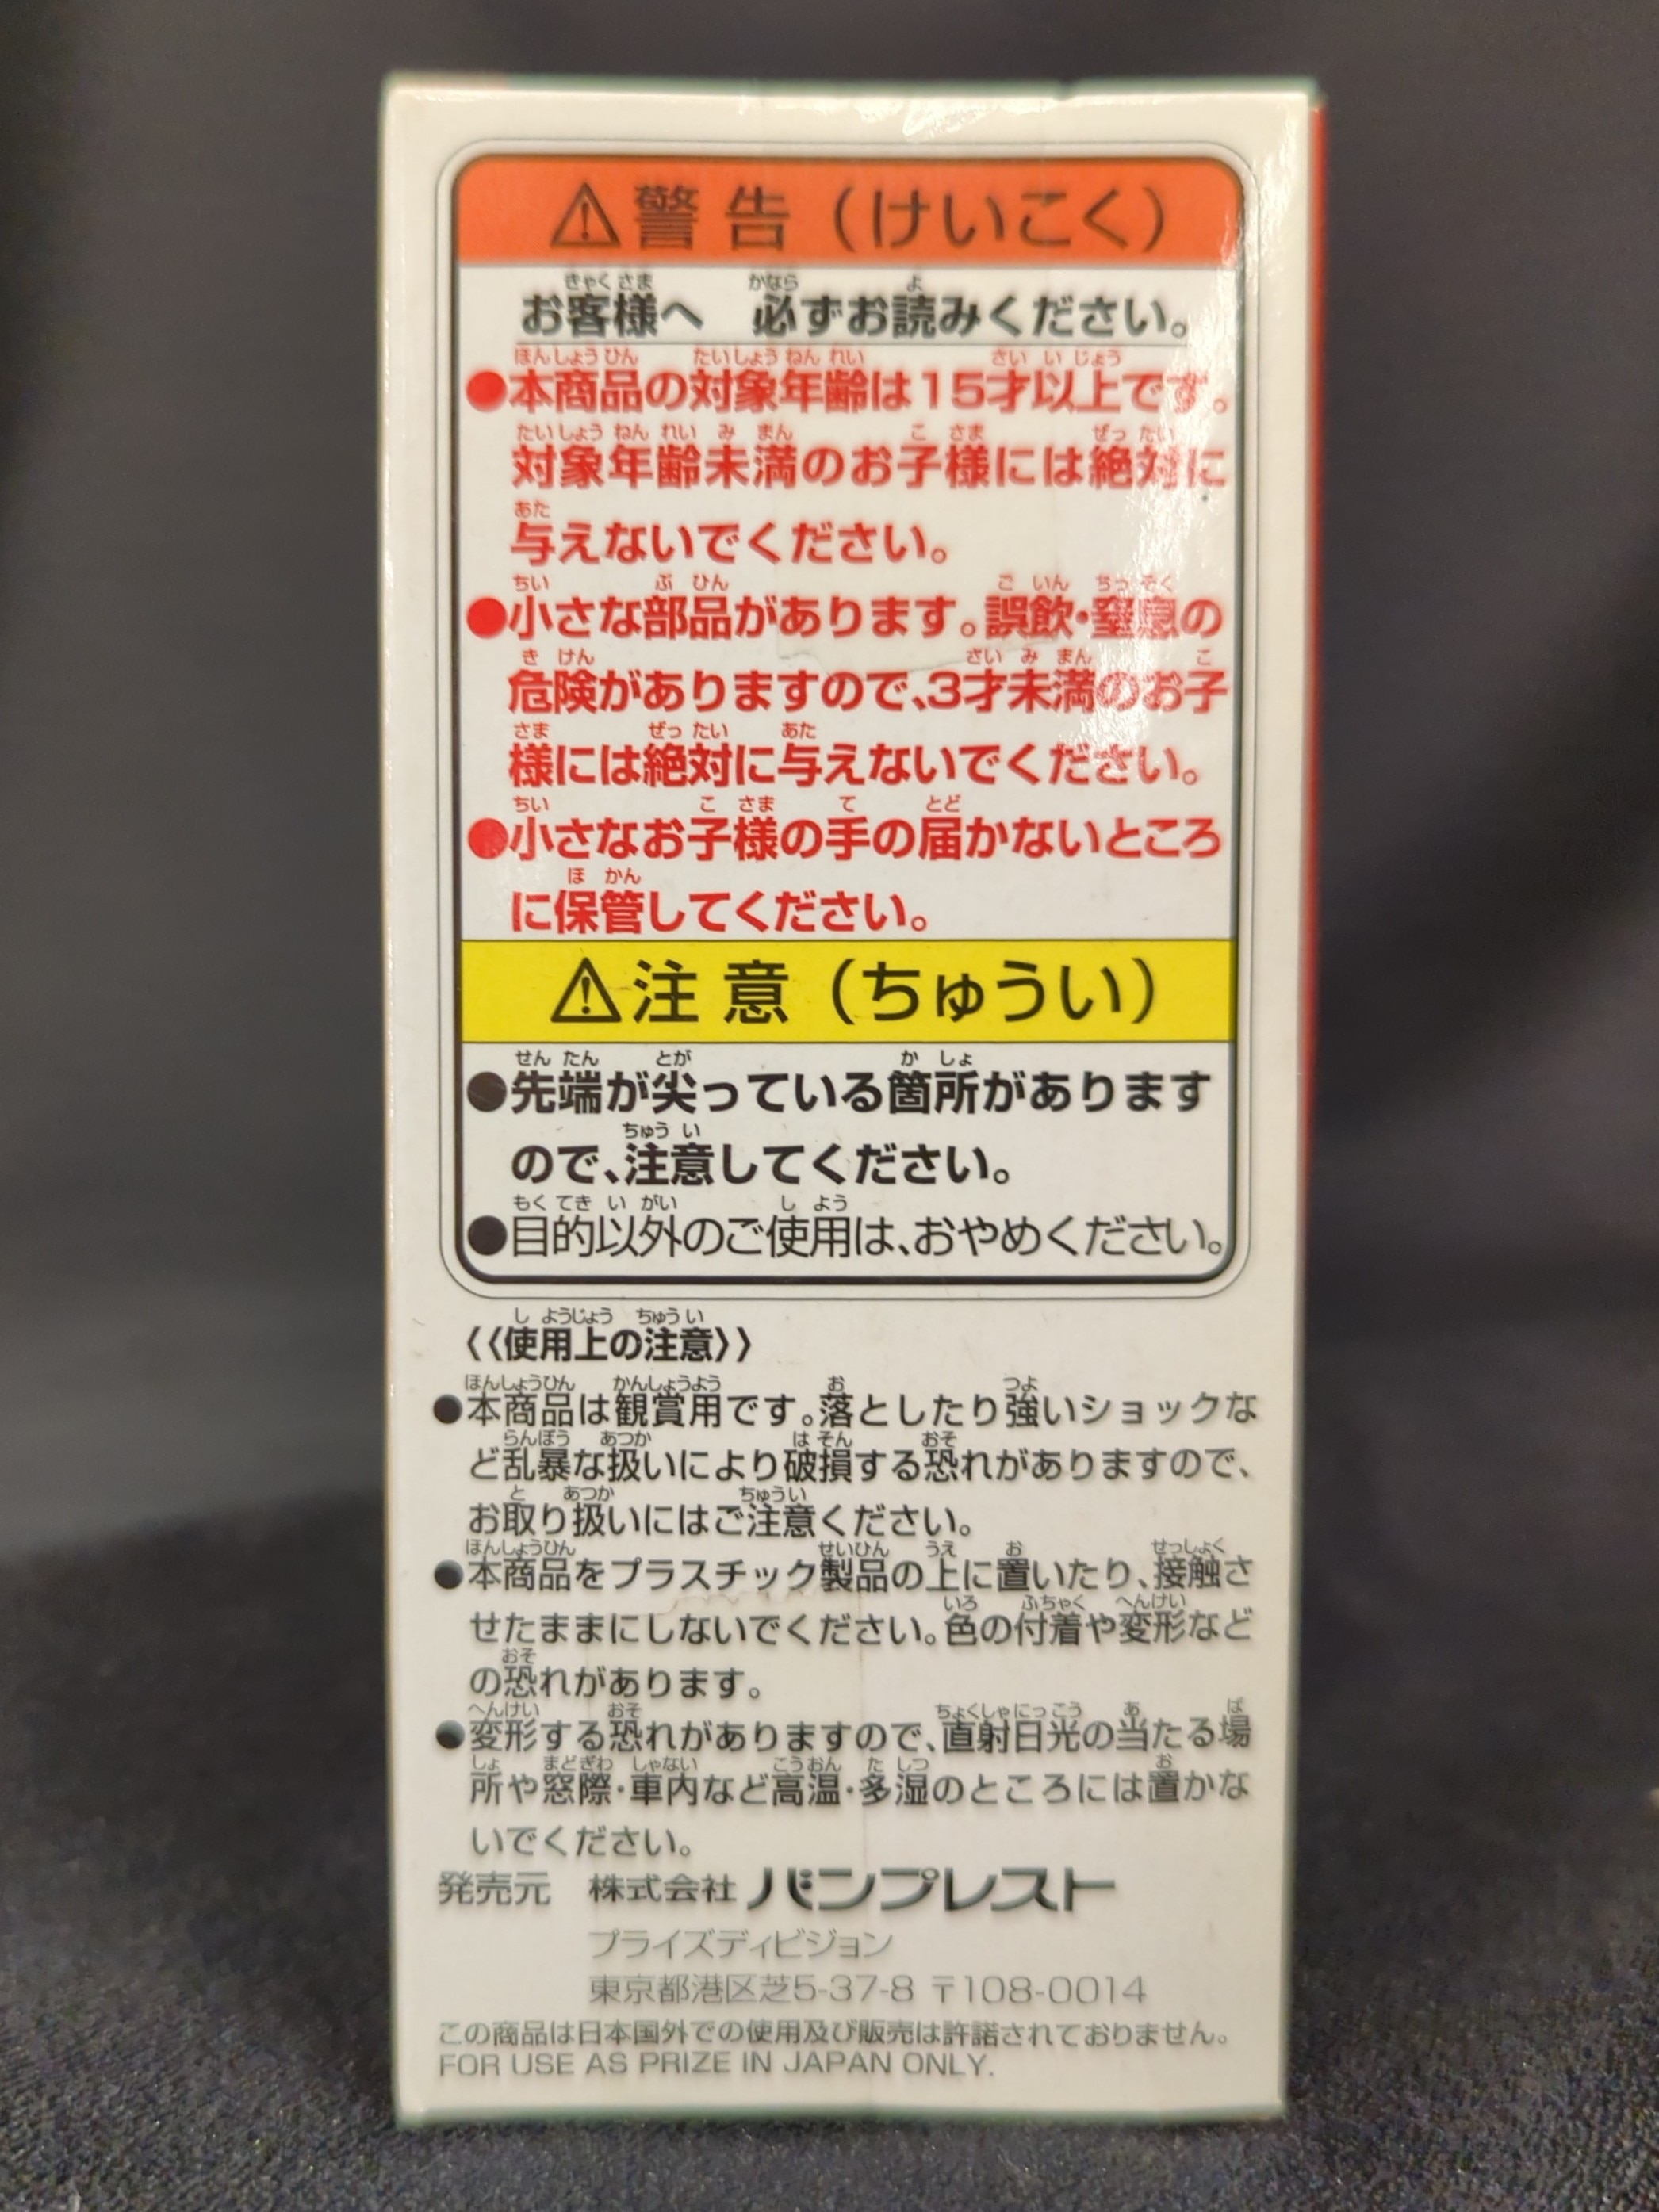 ⚠警告（けいこく）
お客様へ　必ずお読みください。
●本商品の対象年齢は15才以上です。
対象年齢未満のお子様には絶対に
与えないでください。
●小さな部品があります。誤飲・窒息の
危険がありますので、3才未満のお子
様には絶対に与えないでください。
●小さなお子様の手の届かないところ
に保管してください。
⚠注意（ちゅうい）
●先端が尖っている箇所があります
ので、注意してください。
●目的以外のご使用は、おやめください。
《使用上の注意》
●本商品は観賞用です。落としたり強いショックな
ど乱暴な扱いにより破損する恐れがありますので、
お取り扱いにはご注意ください。
●本商品をプラスチック製品の上に置いたり、接触さ
せたままにしないでください。色の付着や変形など
の恐れがあります。
●変形する恐れがありますので、直射日光の当たる場
所や窓際・車内など高温・多湿のところには置かな
いでください。
発売元　株式会社バンプレスト
プライズディビジョン
東京都港区芝5-37-8 〒108-0014
この商品は日本国外での使用及び販売は許諾されておりません。
FOR USE AS PRIZE IN JAPAN ONLY.